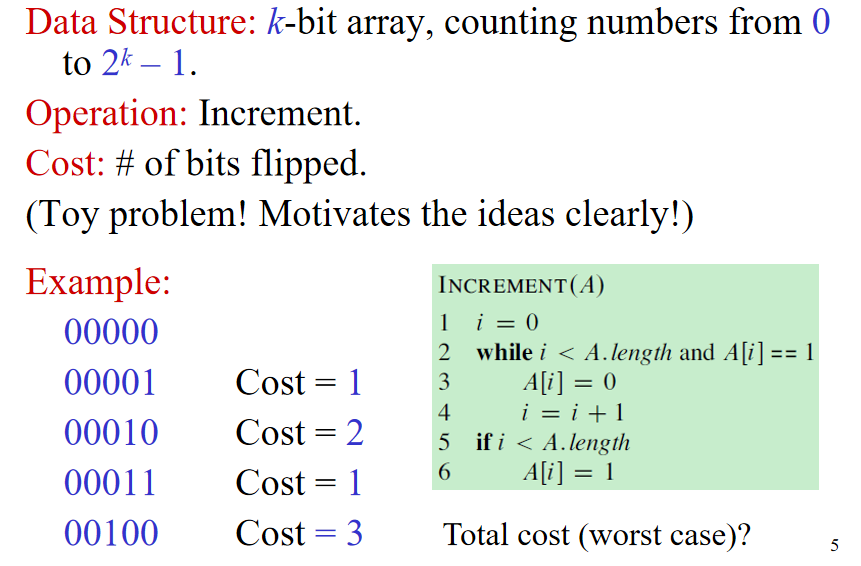 Data Structure: k-bit array, counting numbers from 0
to 2ᵏ – 1.
Operation: Increment.
Cost: # of bits flipped.
(Toy problem! Motivates the ideas clearly!)
Example:
00000
00001 Cost = 1
00010 Cost = 2
00011 Cost = 1
00100 Cost = 3
INCREMENT(A)
1 i = 0
2 while i < A.length and A[i] == 1
3 A[i] = 0
4 i = i + 1
5 if i < A.length
6 A[i] = 1
Total cost (worst case)?
5